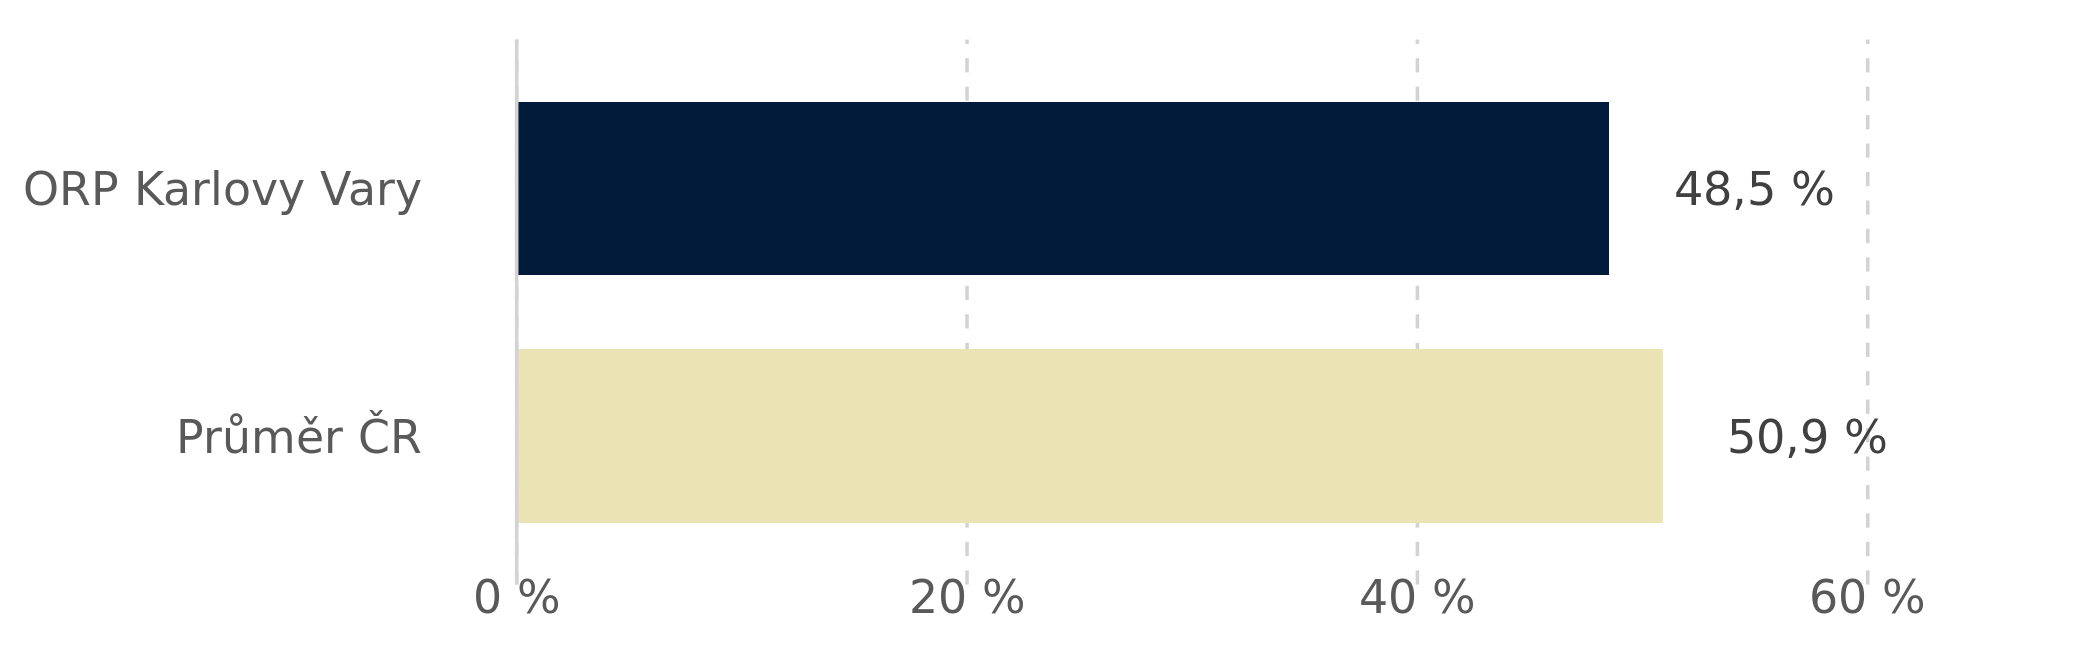 ORP Karlovy Vary 48,5 %
Průměr ČR 50,9 %
0 % 20 % 40 % 60 %